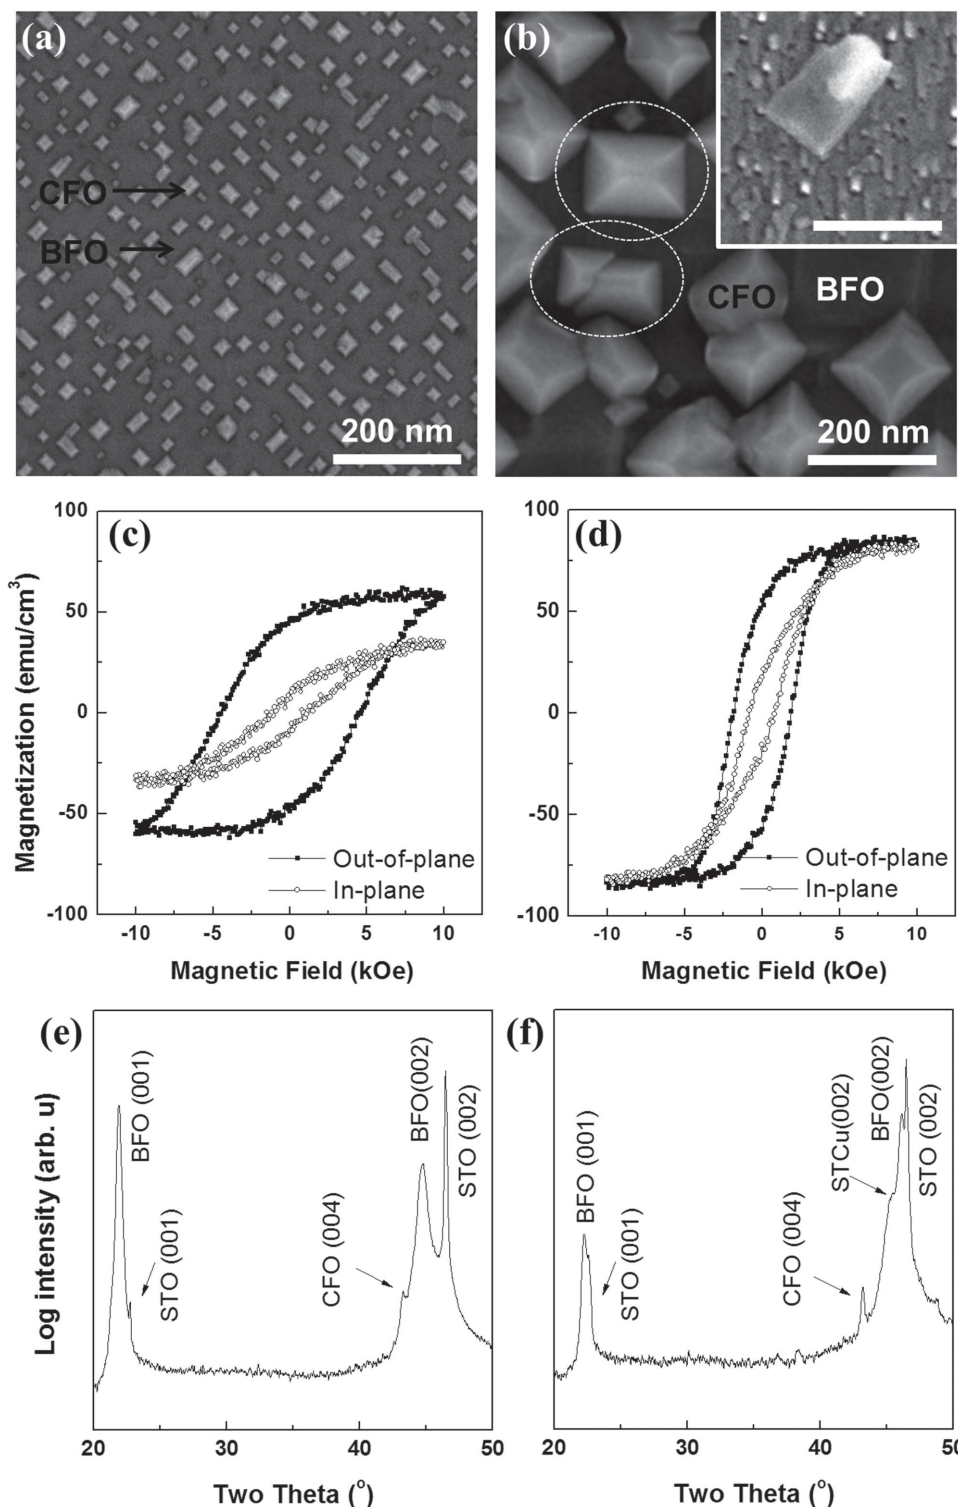 (a)
CFO
BFO
200 nm
(b)
CFO
BFO
200 nm
(c)
Magnetization (emu/cm³)
100
50
0
-50
-100
Out-of-plane
In-plane
-10 -5 0 5 10
Magnetic Field (kOe)
(d)
100
50
0
-50
-100
Out-of-plane
In-plane
-10 -5 0 5 10
Magnetic Field (kOe)
(e)
Log intensity (arb. u)
BFO (001)
STO (001)
CFO (004)
BFO(002)
STO (002)
20 30 40 50
Two Theta (°)
(f)
BFO (001)
STO (001)
CFO (004)
STCu(002)
BFO(002)
STO (002)
20 30 40 50
Two Theta (°)